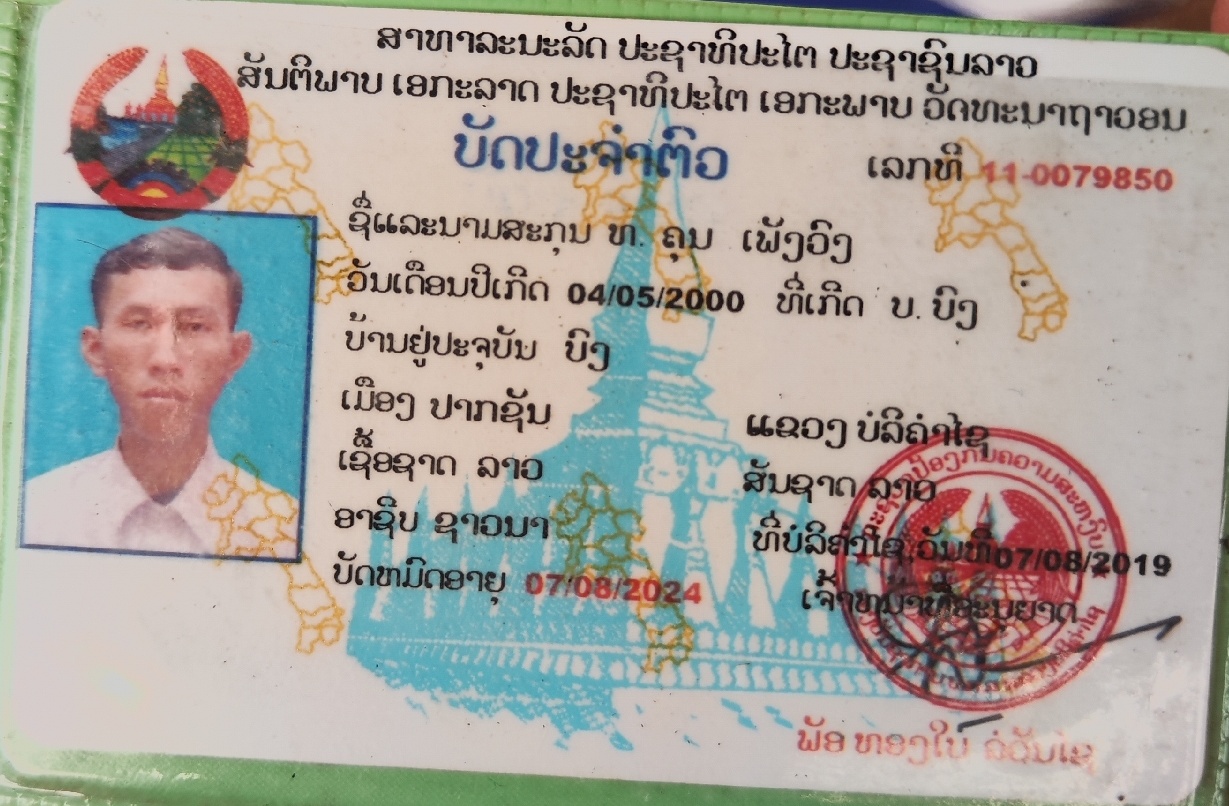 ສາທາລະນະລັດ ປະຊາທິປະໄຕ ປະຊາຊົນລາວ
ສັນຕິພາບ ເອກະລາດ ປະຊາທິປະໄຕ ເອກະພາບ ວັດທະນາຖາວອນ
ບັດປະຈຳຕົວ ເລກທີ 11-0079850
ຊື່ແລະນາມສະກຸນ ທ. ຄຸນ ເພັງວົງ
ວັນເດືອນປີເກີດ 04/05/2000 ທີ່ເກີດ ບ. ບົງ
ບ້ານຢູ່ປະຈຸບັນ ບົງ
ເມືອງ ປາກຊັນ ແຂວງ ບໍລິຄຳໄຊ
ເຊື້ອຊາດ ລາວ ສັນຊາດ ລາວ
ອາຊີບ ຊາວນາ ທີ່ບໍລິຄຳໄຊ,ວັນທີ07/08/2019
ບັດຫມົດອາຍຸ 07/08/2024 ເຈົ້າຫນ້າທີ່ອະນຸຍາດ
ພັອ ທອງໃບ